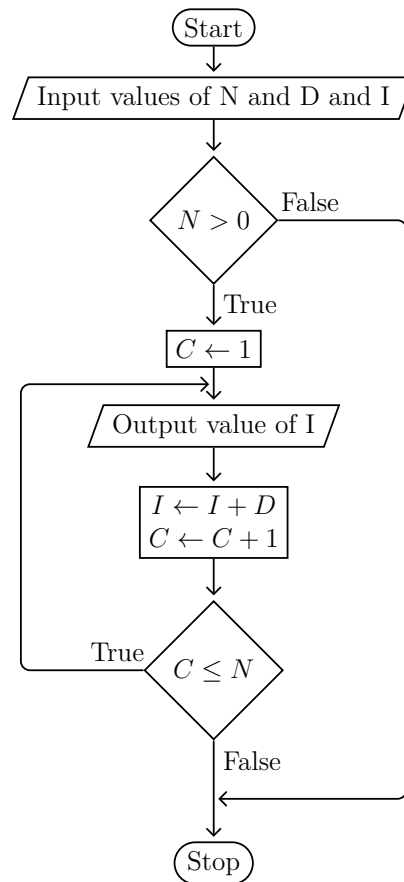 Start
Input values of N and D and I
N > 0
False
True
C ← 1
Output value of I
I ← I + D
C ← C + 1
True
C ≤ N
False
Stop